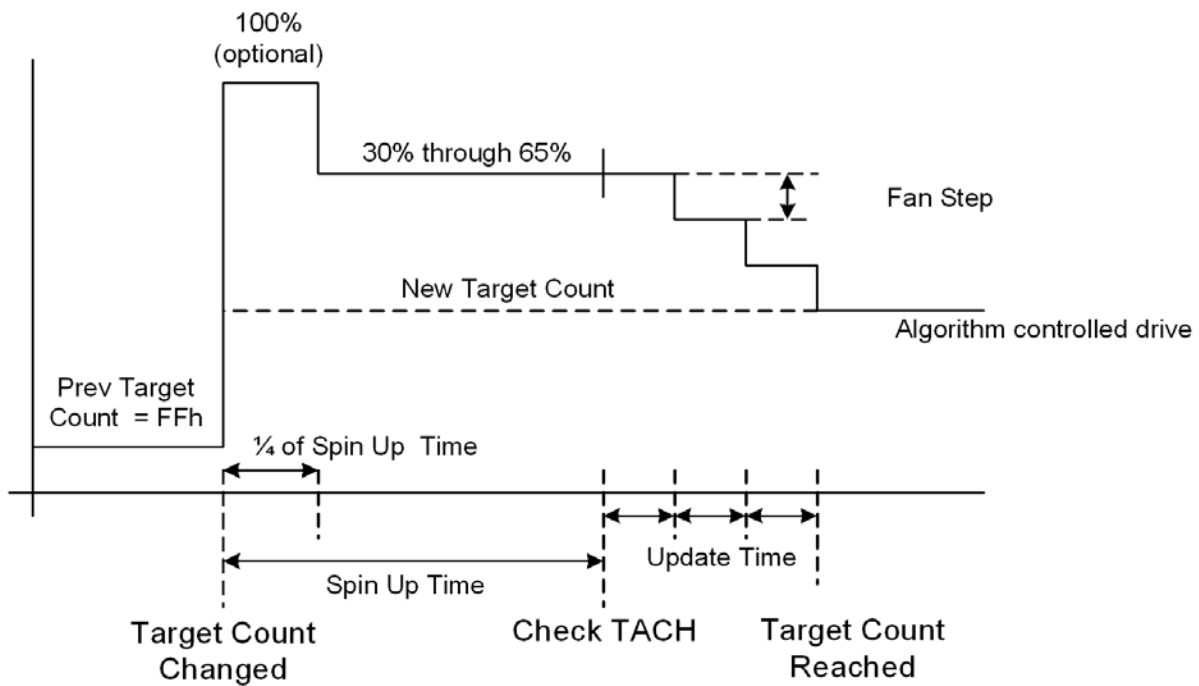 100%
(optional)
30% through 65%
Fan Step
New Target Count
Algorithm controlled drive
Prev Target
Count = FFh
¼ of Spin Up Time
Update Time
Spin Up Time
Target Count
Changed
Check TACH
Target Count
Reached